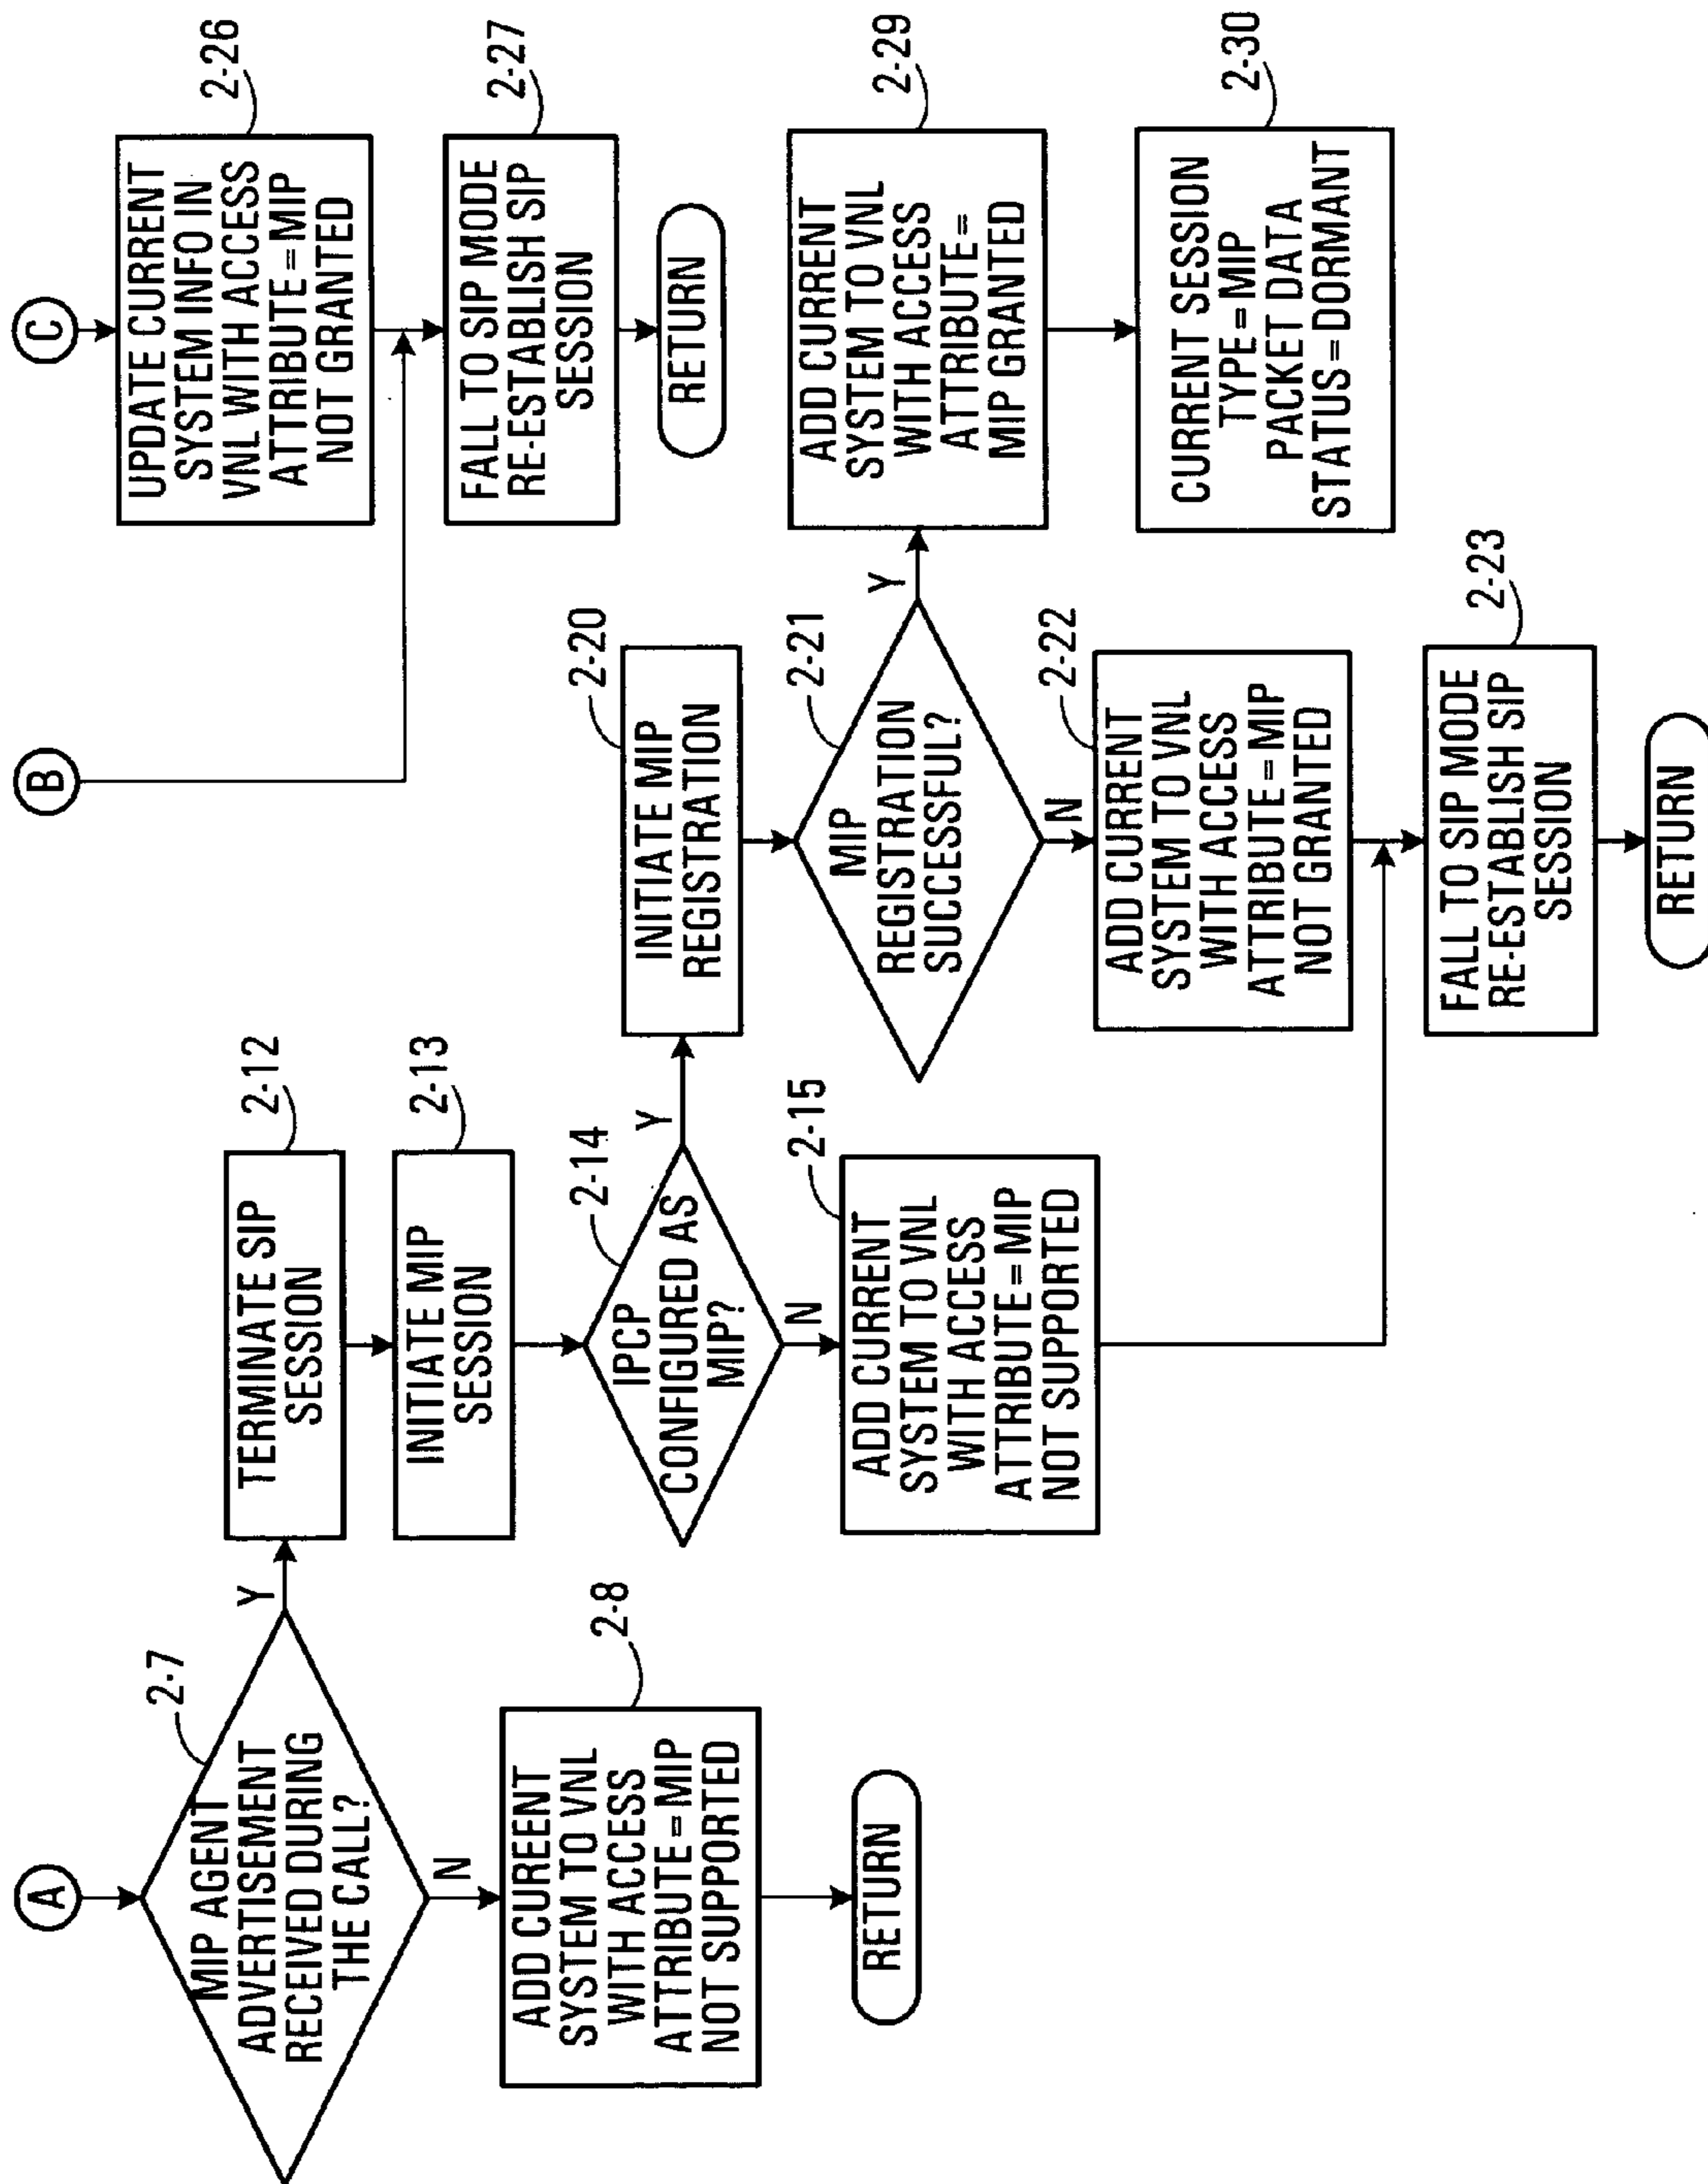 A
MIP AGENT
ADVERTISEMENT
RECEIVED DURING
THE CALL?
2-7
Y
N
ADD CUREENT
SYSTEM TO VNL
WITH ACCESS
ATTRIBUTE = MIP
NOT SUPPORTED
2-8
RETURN
TERMINATE SIP
SESSION
2-12
INITIATE MIP
SESSION
2-13
IPCP
CONFIGURED AS
MIP?
2-14
Y
N
ADD CURRENT
SYSTEM TO VNL
WITH ACCESS
ATTRIBUTE = MIP
NOT SUPPORTED
2-15
B
INITIATE MIP
REGISTRATION
2-20
MIP
REGISTRATION
SUCCESSFUL?
2-21
Y
N
ADD CURRENT
SYSTEM TO VNL
WITH ACCESS
ATTRIBUTE = MIP
NOT GRANTED
2-22
FALL TO SIP MODE
RE-ESTABLISH SIP
SESSION
2-23
RETURN
C
UPDATE CURRENT
SYSTEM INFO IN
VNL WITH ACCESS
ATTRIBUTE = MIP
NOT GRANTED
2-26
FALL TO SIP MODE
RE-ESTABLISH SIP
SESSION
2-27
RETURN
ADD CURRENT
SYSTEM TO VNL
WITH ACCESS
ATTRIBUTE =
MIP GRANTED
2-29
CURRENT SESSION
TYPE = MIP
PACKET DATA
STATUS = DORMANT
2-30